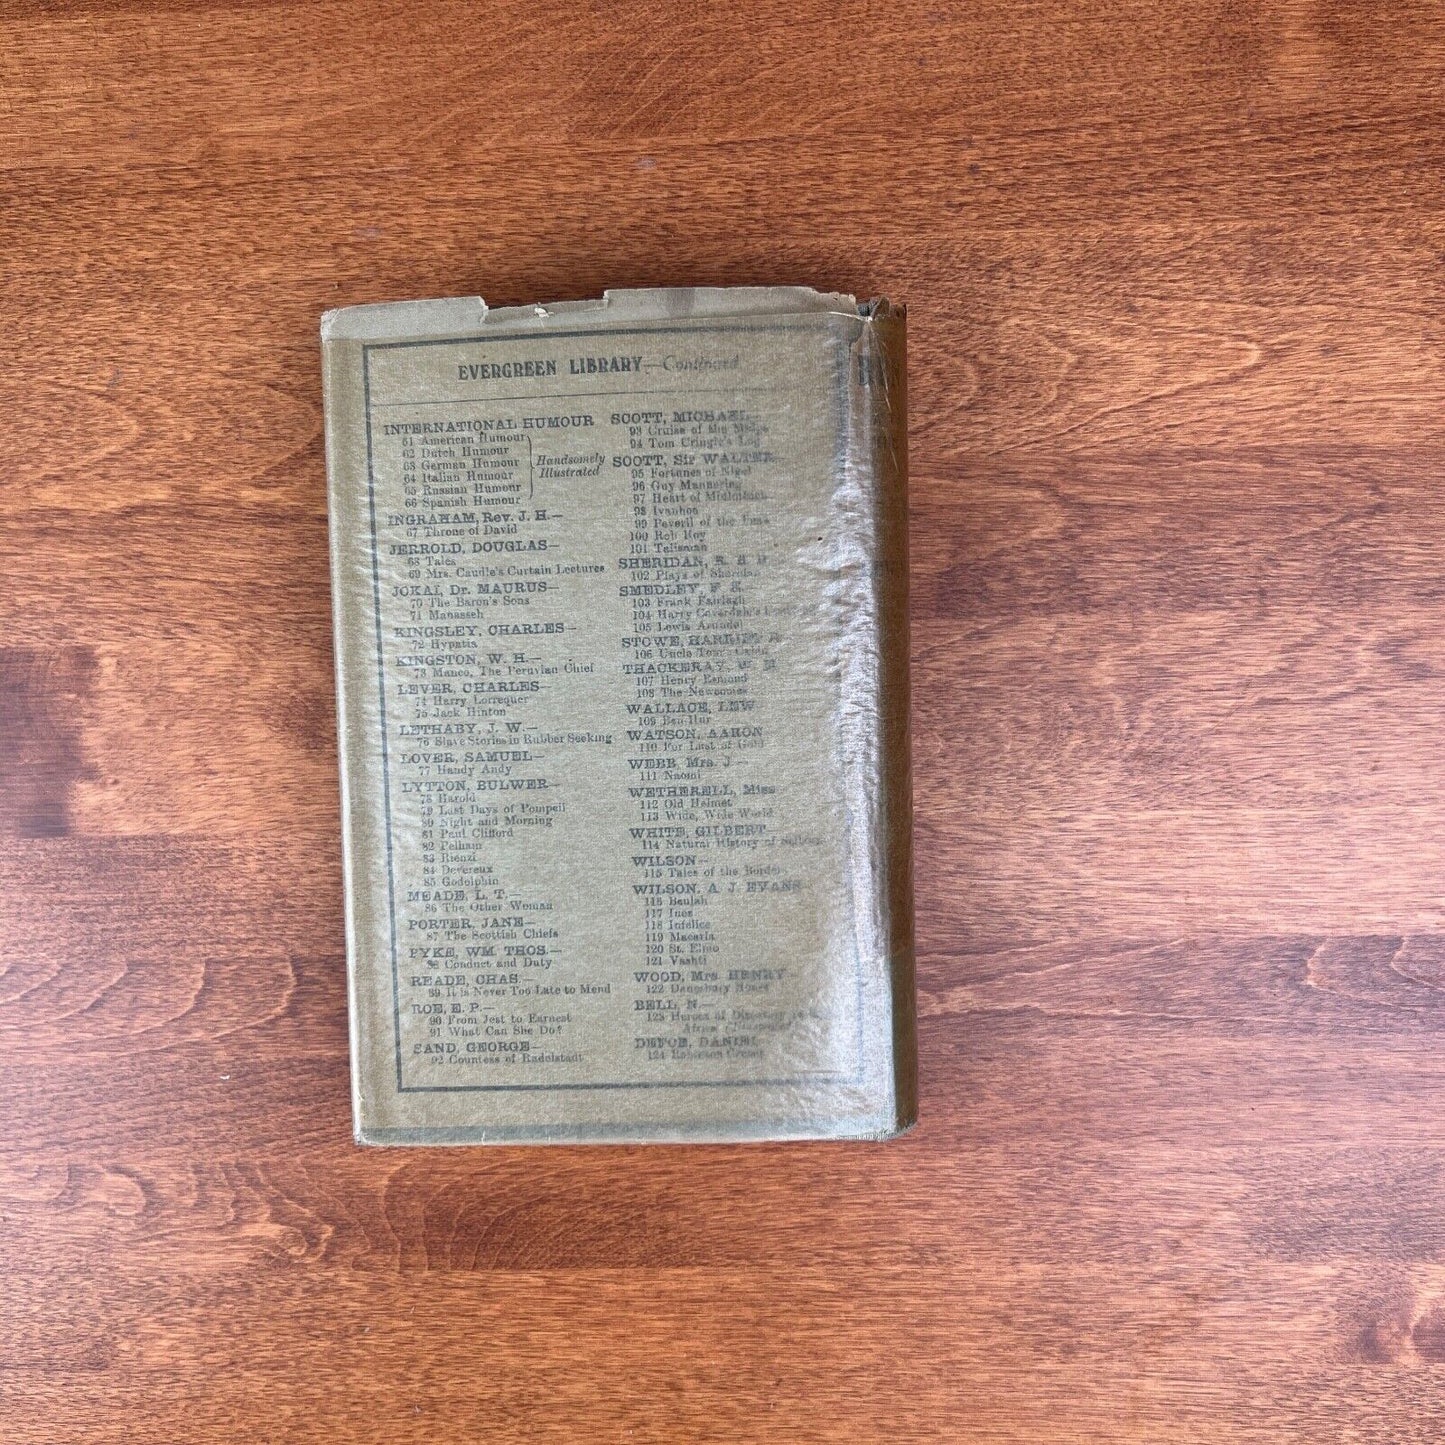 EVERGREEN LIBRARY—Continued
INTERNATIONAL HUMOUR
61 American Humour
62 Dutch Humour
63 German Humour
64 Italian Humour
65 Russian Humour
66 Spanish Humour
Handsomely
Illustrated
INGRAHAM, Rev. J. H.—
67 Throne of David
JERROLD, DOUGLAS—
68 Tales
69 Mrs. Caudle's Curtain Lectures
JOKAI, Dr. MAURUS—
70 The Baron's Sons
71 Manasseh
KINGSLEY, CHARLES—
72 Hypatia
KINGSTON, W. H.—
73 Manco, The Peruvian Chief
LEVER, CHARLES—
74 Harry Lorrequer
75 Jack Hinton
LETHABY, J. W.—
76 Slave Stories in Rubber Seeking
LOVER, SAMUEL—
77 Handy Andy
LYTTON, BULWER—
78 Harold
79 Last Days of Pompeii
80 Night and Morning
81 Paul Clifford
82 Pelham
83 Rienzi
84 Devereux
85 Godolphin
MEADE, L. T.—
86 The Other Woman
PORTER, JANE—
87 The Scottish Chiefs
PYKE, WM. THOS.—
88 Conduct and Duty
READE, CHAS.—
89 It is Never Too Late to Mend
ROE, E. P.—
90 From Jest to Earnest
91 What Can She Do?
SAND, GEORGE—
92 Countess of Rudolstadt
SCOTT, MICHAEL—
93 Cruise of the Midge
94 Tom Cringle's Log
SCOTT, Sir WALTER
95 Fortunes of Nigel
96 Guy Mannering
97 Heart of Midlothian
98 Ivanhoe
99 Peveril of the Peak
100 Rob Roy
101 Talisman
SHERIDAN, R. B.
102 Plays of Sheridan
SMEDLEY, F. E.
103 Frank Fairlegh
104 Harry Coverdale's
105 Lewis Arundel
STOWE, HARRIET B.
106 Uncle Tom's Cabin
THACKERAY, W. M.
107 Henry Esmond
108 The Newcomes
WALLACE, LEW
109 Ben Hur
WATSON, AARON
110 For Lust of Gold
WEBB, Mrs. J.—
111 Naomi
WETHERELL, Miss
112 Old Helmet
113 Wide, Wide World
WHITE, GILBERT—
114 Natural History of Selborne
WILSON—
115 Tales of the Border
WILSON, A. J. EVANS
116 Beulah
117 Inez
118 Infelice
119 Macaria
120 St. Elmo
121 Vashti
WOOD, Mrs. HENRY
122 Danesbury House
BELL, N.—
123 Heroes of Discovery in
Africa
DEFOE, DANIEL
124 Robinson Crusoe